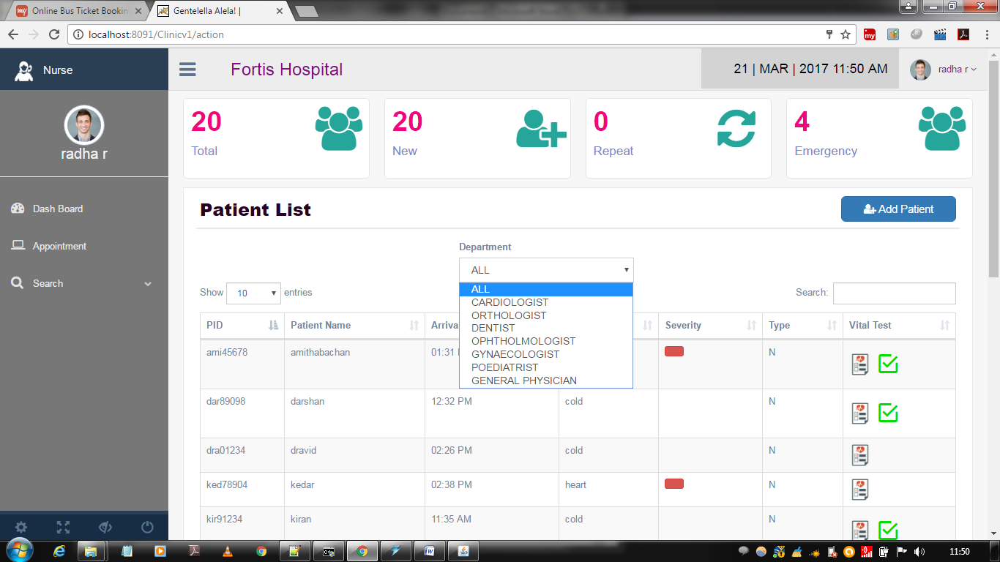 Online Bus Ticket Bookin
Gentelella Alela! |
localhost:8091/Clinicv1/action
Nurse
Fortis Hospital
21 | MAR | 2017 11:50 AM
radha r
radha r
20
Total
20
New
0
Repeat
4
Emergency
Dash Board
Appointment
Search
Patient List
Add Patient
Department
ALL
ALL
CARDIOLOGIST
ORTHOLOGIST
DENTIST
OPHTHOLMOLOGIST
GYNAECOLOGIST
POEDIATRIST
GENERAL PHYSICIAN
Show 10 entries
Search:
PID Patient Name Arriva Severity Type Vital Test
ami45678 amithabachan 01:31 N
dar89098 darshan 12:32 PM cold N
dra01234 dravid 02:26 PM cold N
ked78904 kedar 02:38 PM heart N
kir91234 kiran 11:35 AM cold N
11:50